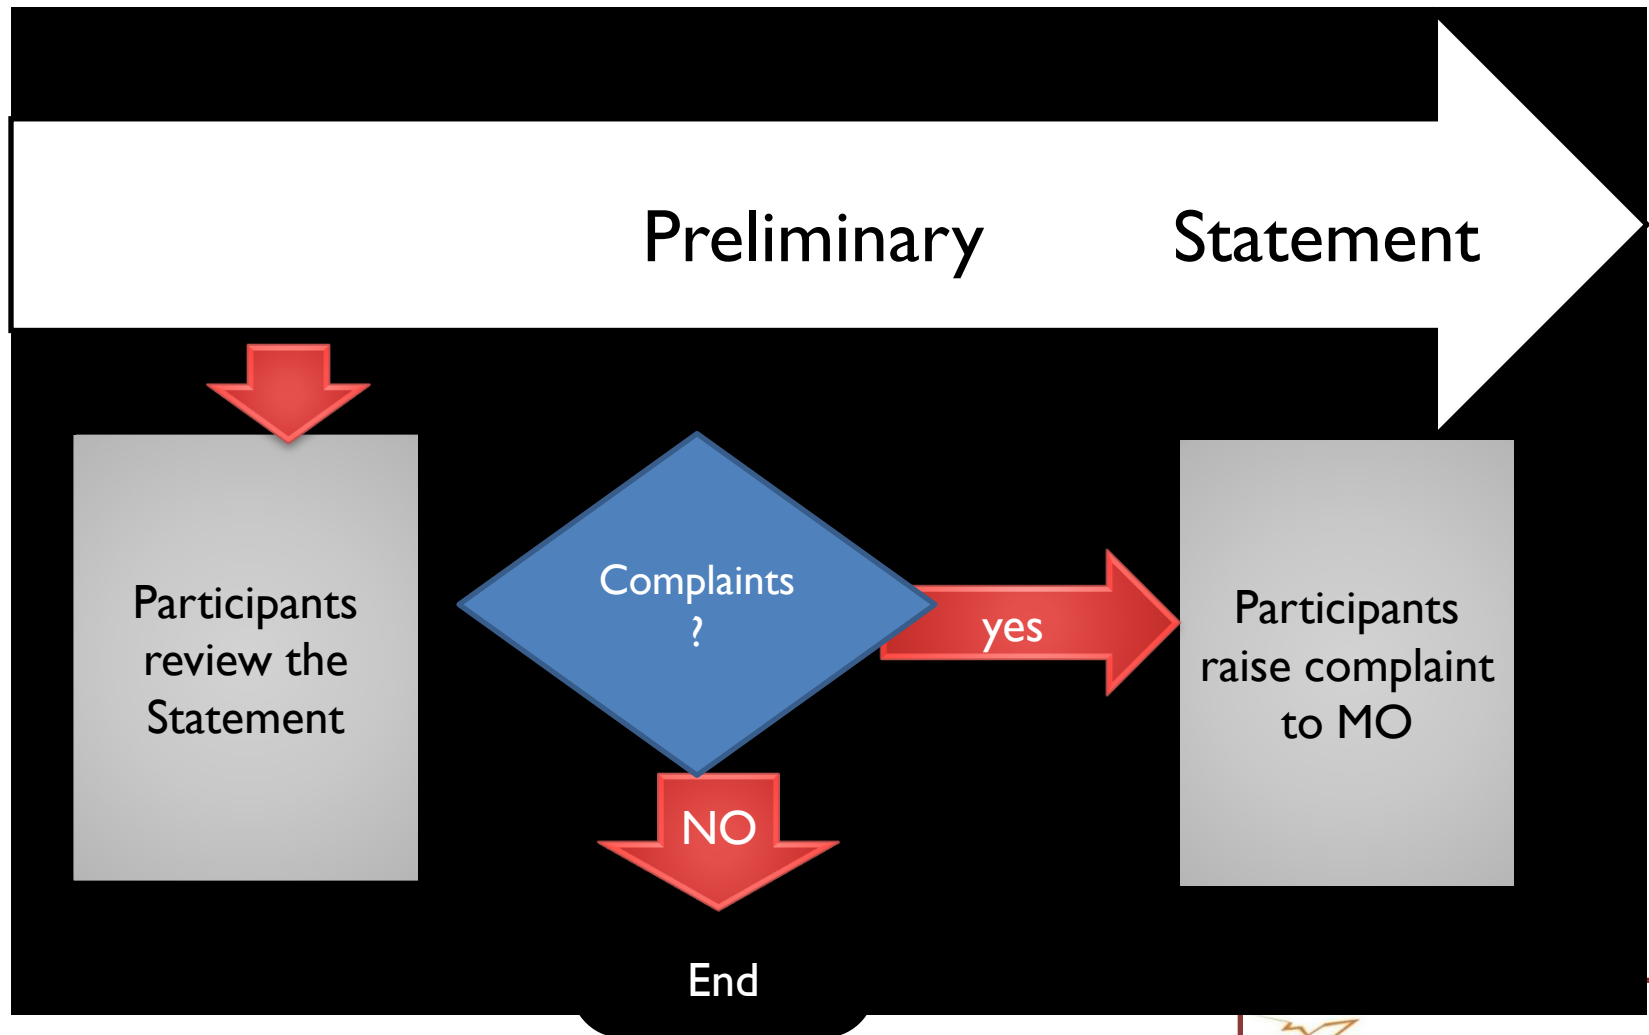 Preliminary Statement
Participants
review the
Statement
Complaints
?
yes
Participants
raise complaint
to MO
NO
End